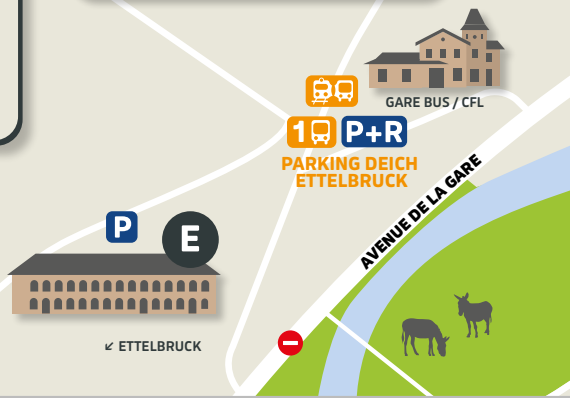 GARE BUS / CFL
1 P+R
PARKING DEICH
ETTELBRUCK
AVENUE DE LA GARE
P
E
↙ ETTELBRUCK